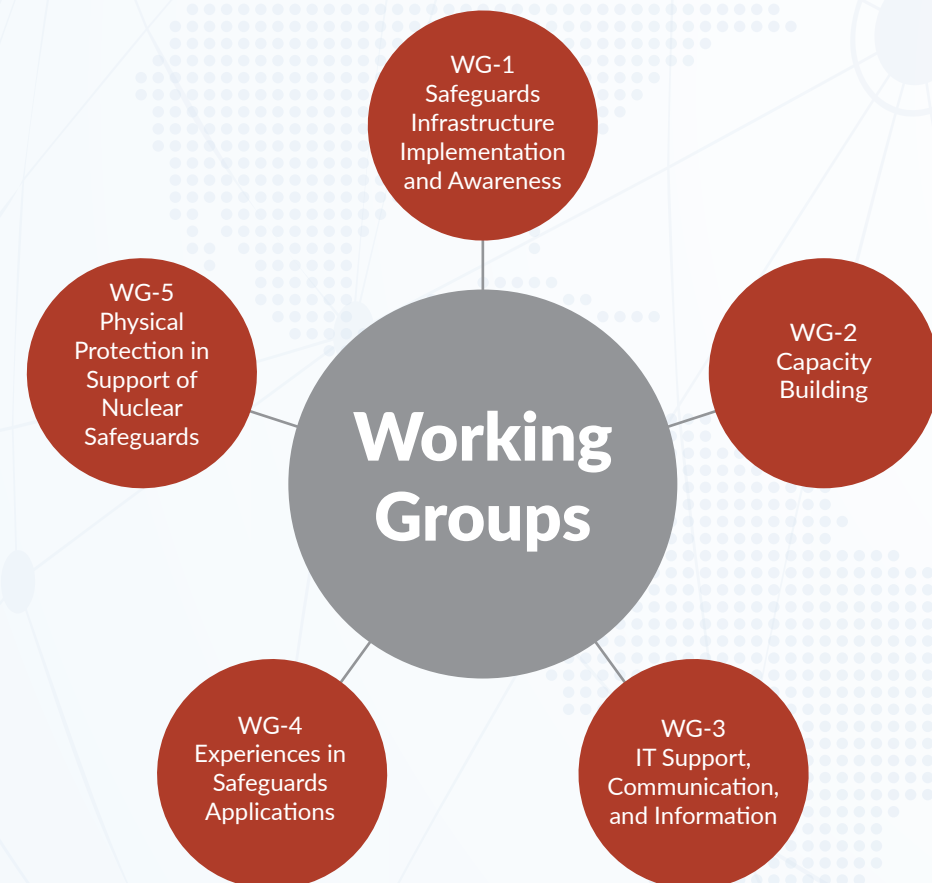 WG-1
Safeguards
Infrastructure
Implementation
and Awareness
WG-5
Physical
Protection in
Support of
Nuclear
Safeguards
WG-2
Capacity
Building
Working
Groups
WG-4
Experiences in
Safeguards
Applications
WG-3
IT Support,
Communication,
and Information